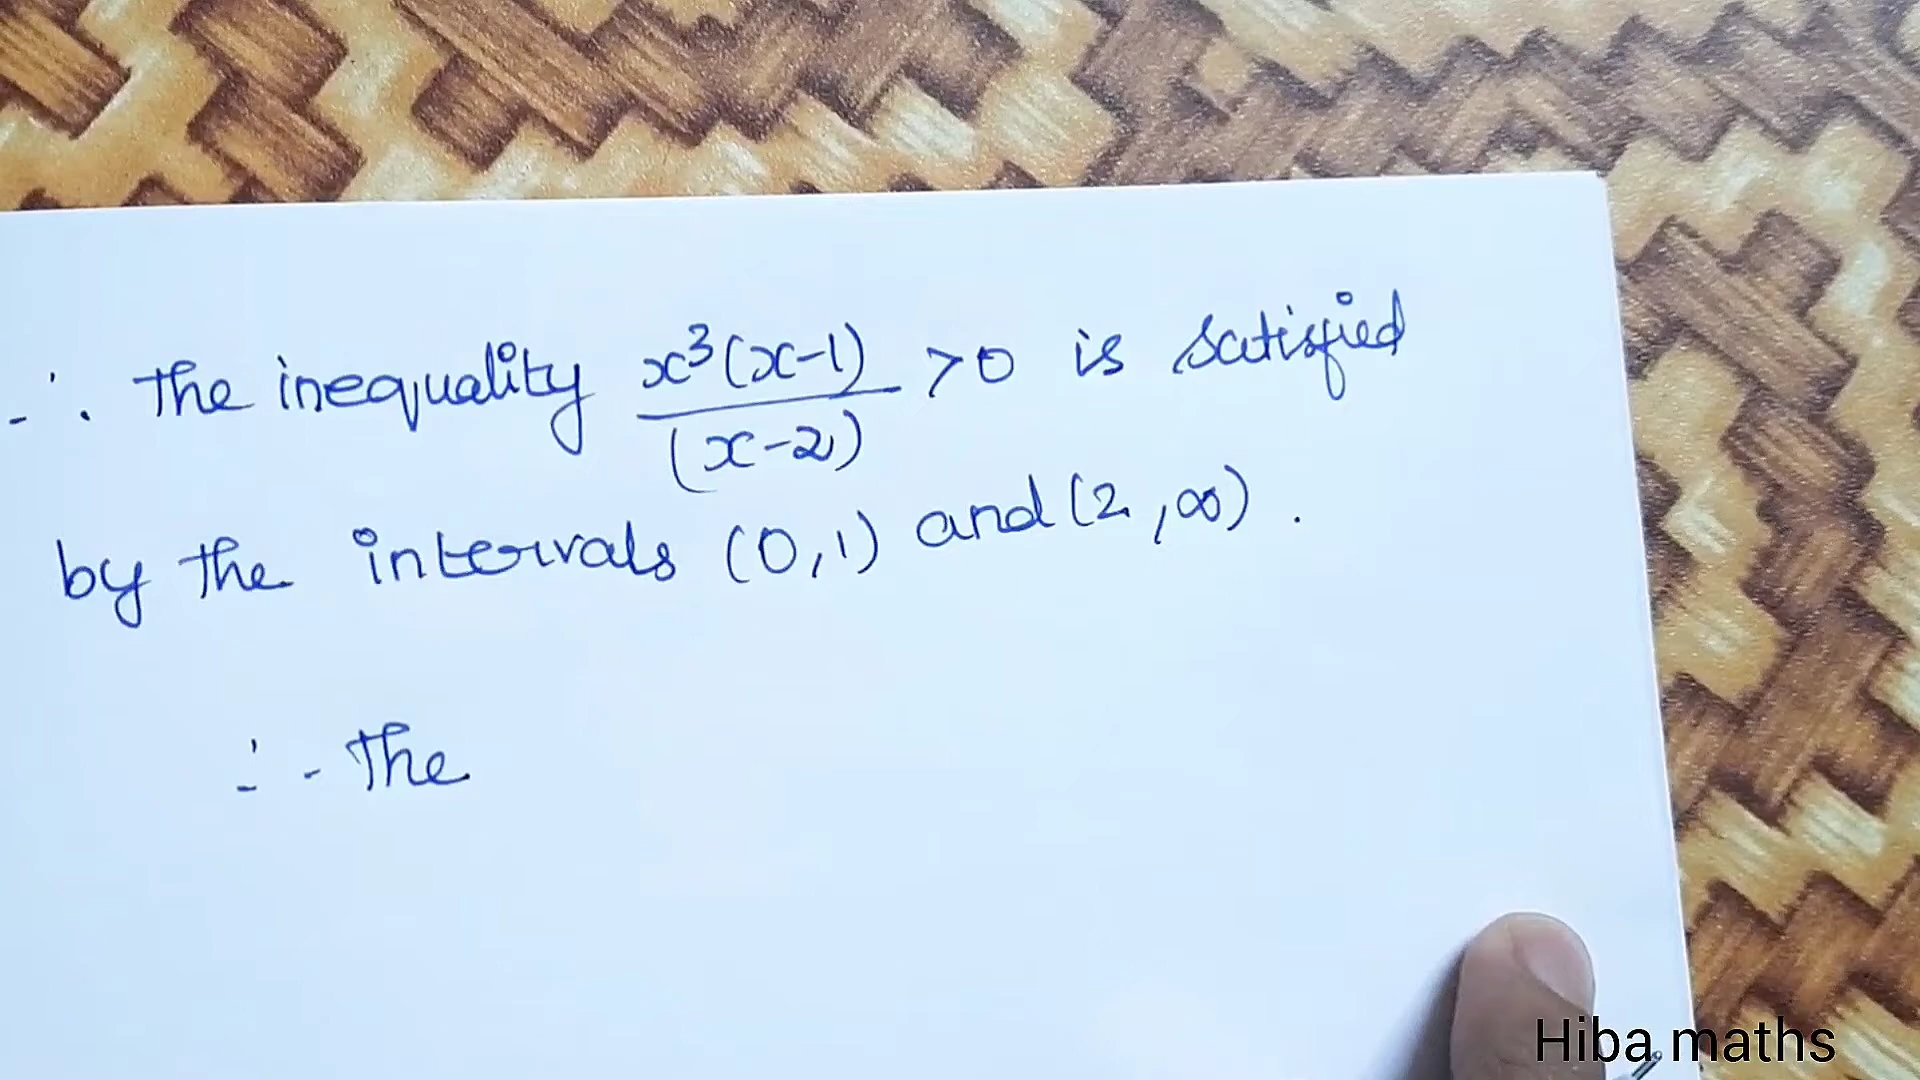 ∴ The inequality x³(x-1)/(x-2) >0 is satisfied
by the intervals (0,1) and (2,∞).
∴ The
Hiba maths